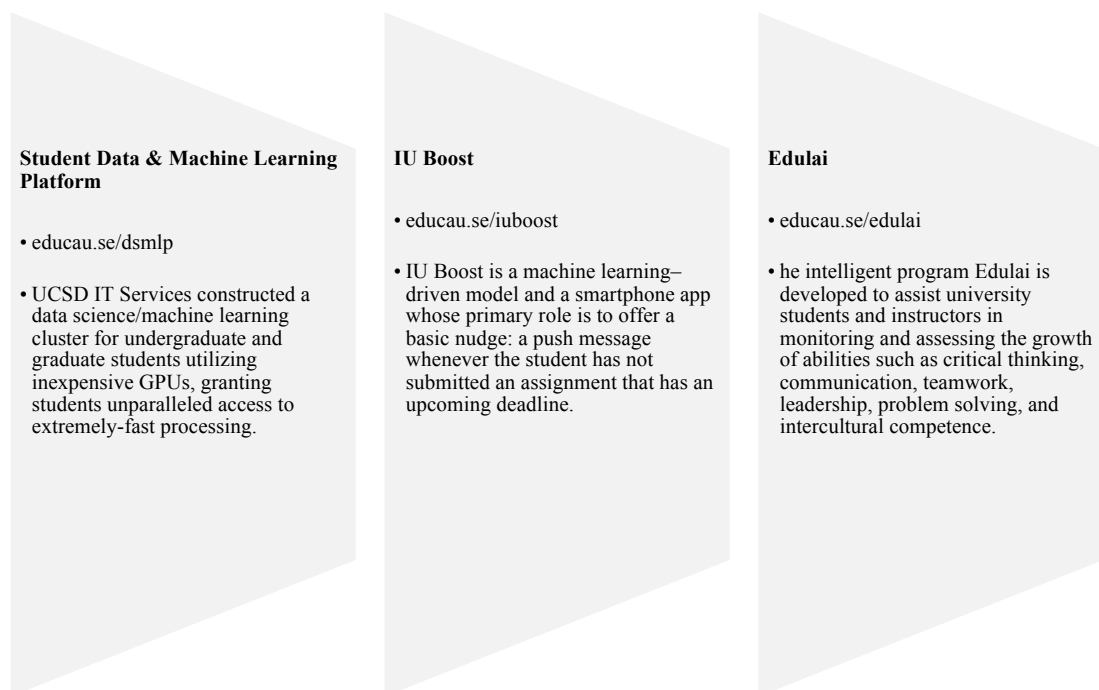 Student Data & Machine Learning
Platform
• educau.se/dsmlp
• UCSD IT Services constructed a
data science/machine learning
cluster for undergraduate and
graduate students utilizing
inexpensive GPUs, granting
students unparalleled access to
extremely-fast processing.
IU Boost
• educau.se/iuboost
• IU Boost is a machine learning–
driven model and a smartphone app
whose primary role is to offer a
basic nudge: a push message
whenever the student has not
submitted an assignment that has an
upcoming deadline.
Edulai
• educau.se/edulai
• he intelligent program Edulai is
developed to assist university
students and instructors in
monitoring and assessing the growth
of abilities such as critical thinking,
communication, teamwork,
leadership, problem solving, and
intercultural competence.